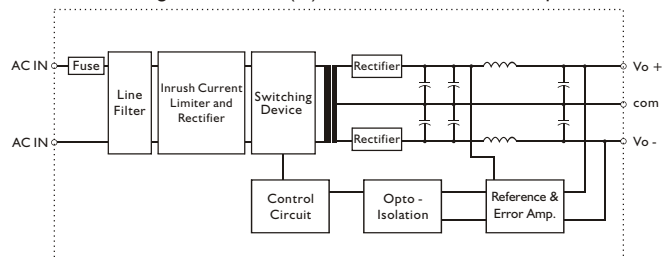 AC IN
Fuse
Line
Filter
Inrush Current
Limiter and
Rectifier
Switching
Device
Rectifier
Vo +
com
AC IN
Rectifier
Vo -
Control
Circuit
Opto -
Isolation
Reference &
Error Amp.